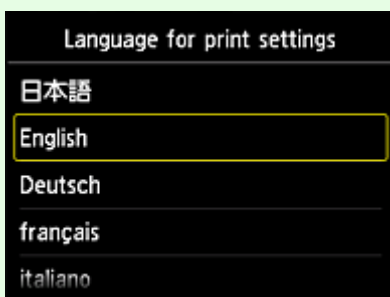 Language for print settings
日本語
English
Deutsch
français
italiano